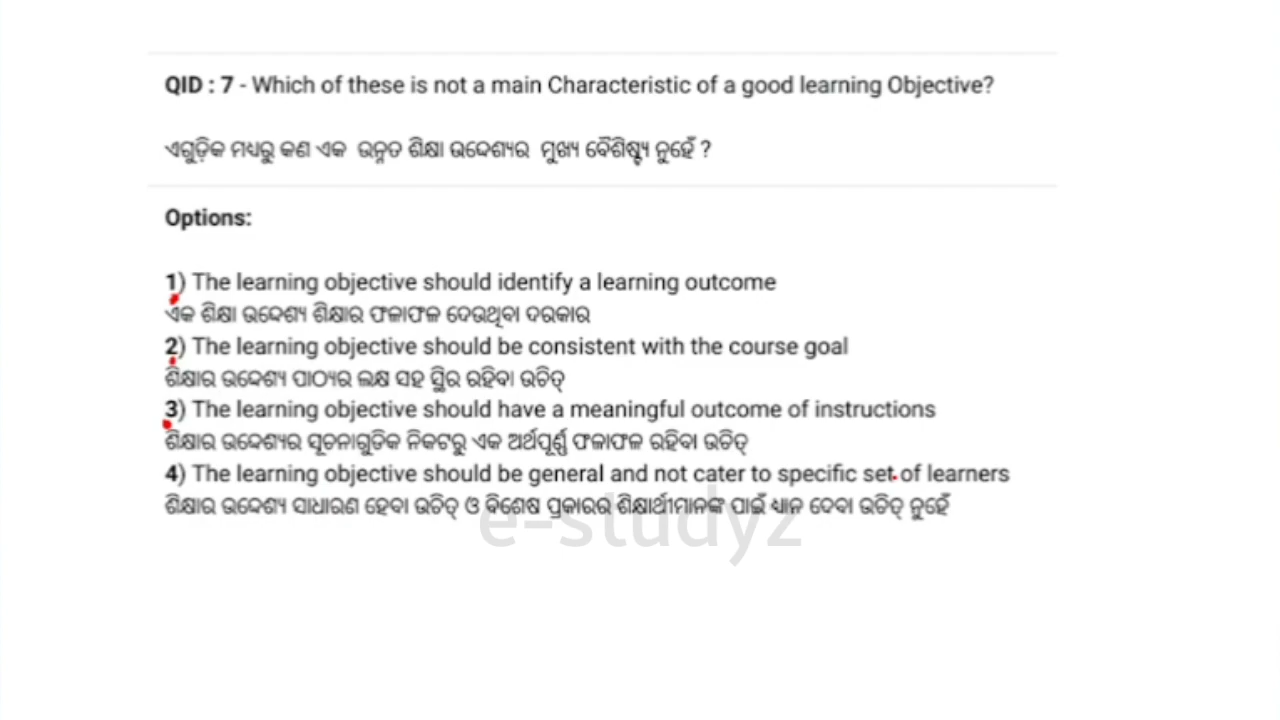 QID : 7 - Which of these is not a main Characteristic of a good learning Objective?
ଏଗୁଡ଼ିକ ମଧ୍ୟରୁ କଣ ଏକ ଉନ୍ନତ ଶିକ୍ଷା ଉଦ୍ଦେଶ୍ୟର ମୁଖ୍ୟ ବୈଶିଷ୍ଟ୍ୟ ନୁହେଁ ?
Options:
1) The learning objective should identify a learning outcome
ଏକ ଶିକ୍ଷା ଉଦ୍ଦେଶ୍ୟ ଶିକ୍ଷାର ଫଳାଫଳ ଦେଉଥିବା ଦରକାର
2) The learning objective should be consistent with the course goal
ଶିକ୍ଷାର ଉଦ୍ଦେଶ୍ୟ ପାଠ୍ୟର ଲକ୍ଷ ସହ ସ୍ଥିର ରହିବା ଉଚିତ୍
3) The learning objective should have a meaningful outcome of instructions
ଶିକ୍ଷାର ଉଦ୍ଦେଶ୍ୟର ସୂଚନାଗୁଡିକ ନିକଟରୁ ଏକ ଅର୍ଥପୂର୍ଣ୍ଣ ଫଳାଫଳ ରହିବା ଉଚିତ୍
4) The learning objective should be general and not cater to specific set of learners
ଶିକ୍ଷାର ଉଦ୍ଦେଶ୍ୟ ସାଧାରଣ ହେବା ଉଚିତ୍ ଓ ବିଶେଷ ପ୍ରକାରର ଶିକ୍ଷାର୍ଥୀମାନଙ୍କ ପାଇଁ ଧ୍ୟାନ ଦେବା ଉଚିତ୍ ନୁହେଁ
e-studyz